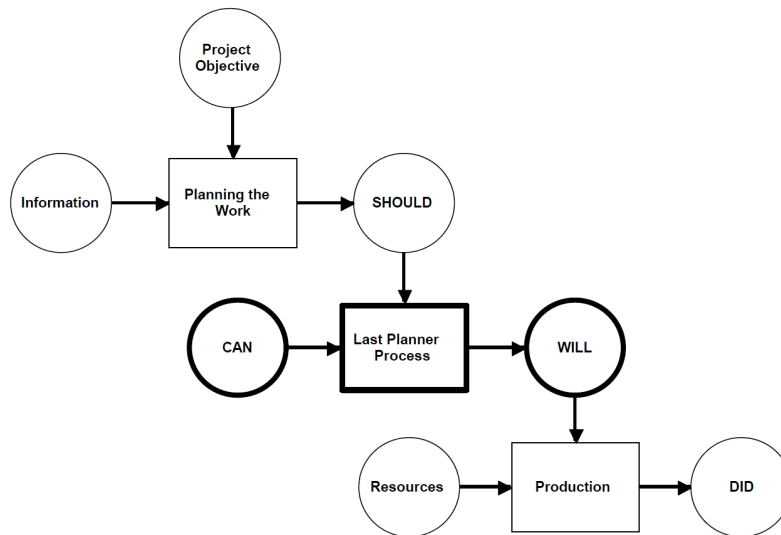 Project
Objective
Information
Planning the
Work
SHOULD
CAN
Last Planner
Process
WILL
Resources
Production
DID